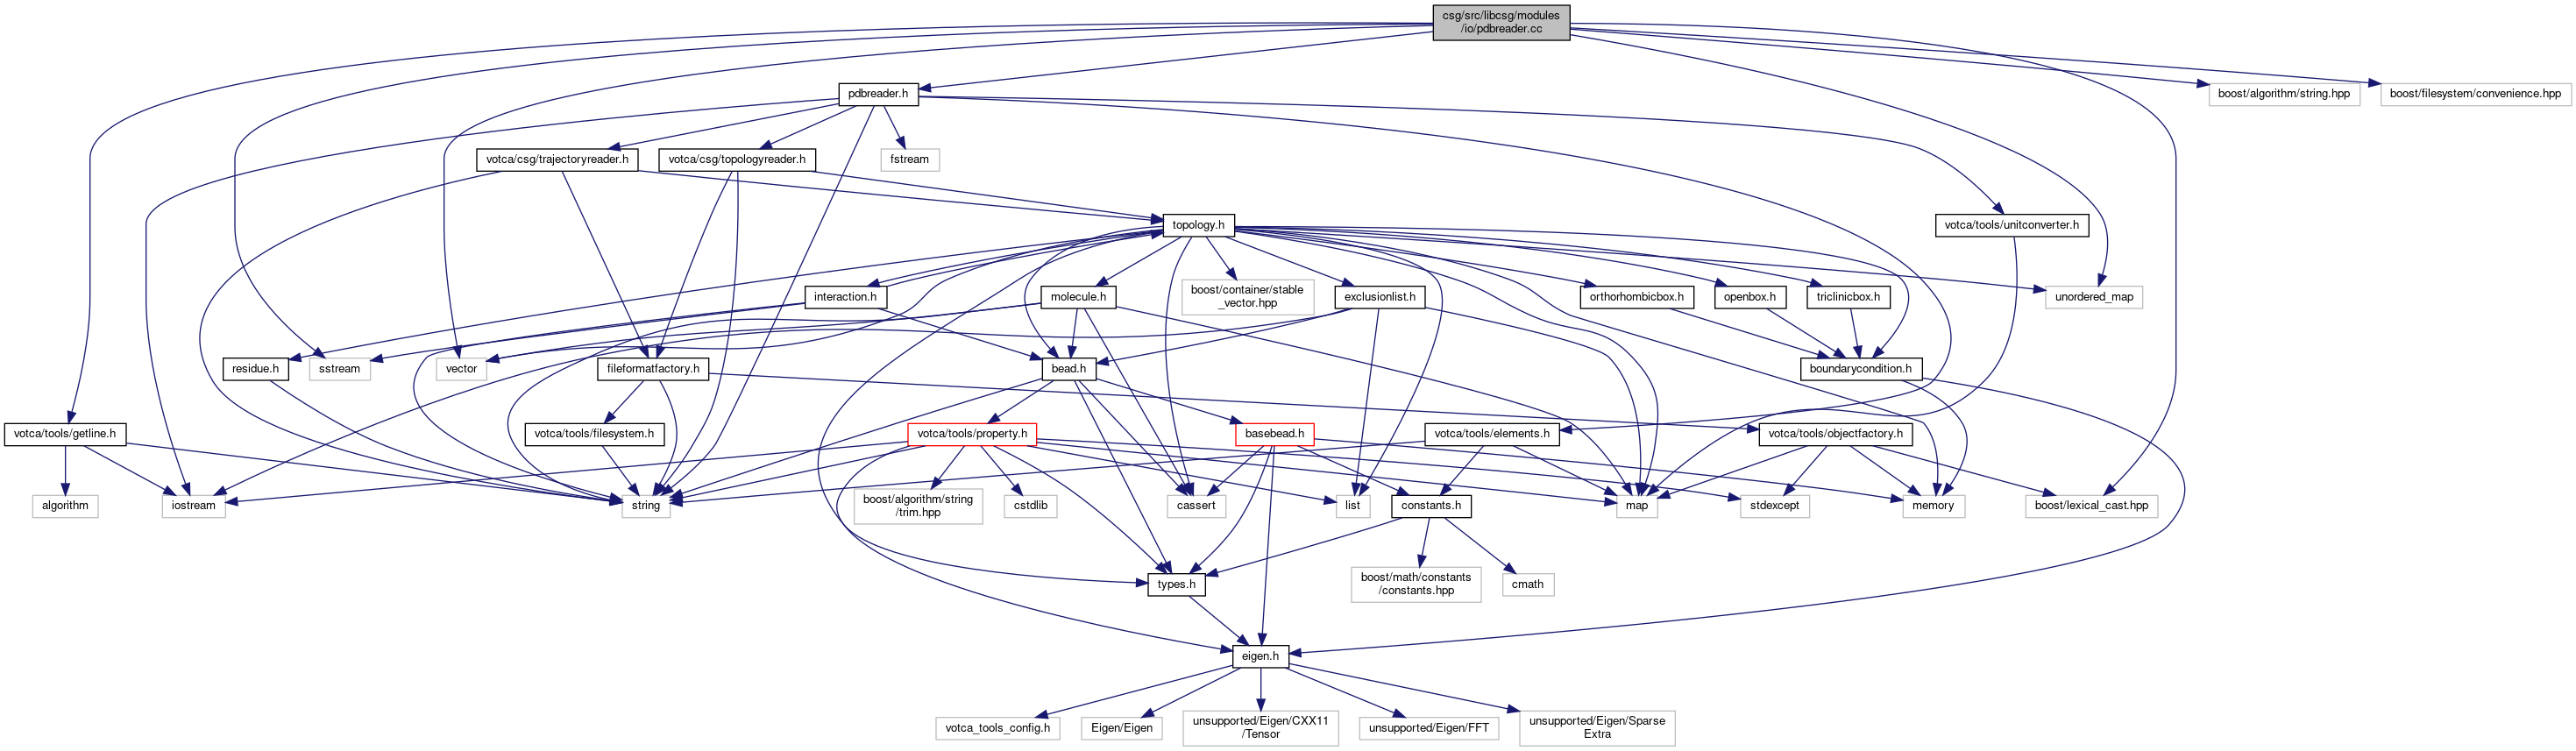 csg/src/libcsg/modules
/io/pdbreader.cc
pdbreader.h
boost/algorithm/string.hpp
boost/filesystem/convenience.hpp
votca/csg/trajectoryreader.h
votca/csg/topologyreader.h
fstream
topology.h
votca/tools/unitconverter.h
interaction.h
molecule.h
boost/container/stable
_vector.hpp
exclusionlist.h
orthorhombicbox.h
openbox.h
triclinicbox.h
unordered_map
residue.h
sstream
vector
fileformatfactory.h
bead.h
boundarycondition.h
votca/tools/getline.h
votca/tools/filesystem.h
votca/tools/property.h
basebead.h
votca/tools/elements.h
votca/tools/objectfactory.h
algorithm
iostream
string
boost/algorithm/string
/trim.hpp
cstdlib
cassert
list
constants.h
map
stdexcept
memory
boost/lexical_cast.hpp
types.h
boost/math/constants
/constants.hpp
cmath
eigen.h
votca_tools_config.h
Eigen/Eigen
unsupported/Eigen/CXX11
/Tensor
unsupported/Eigen/FFT
unsupported/Eigen/Sparse
Extra